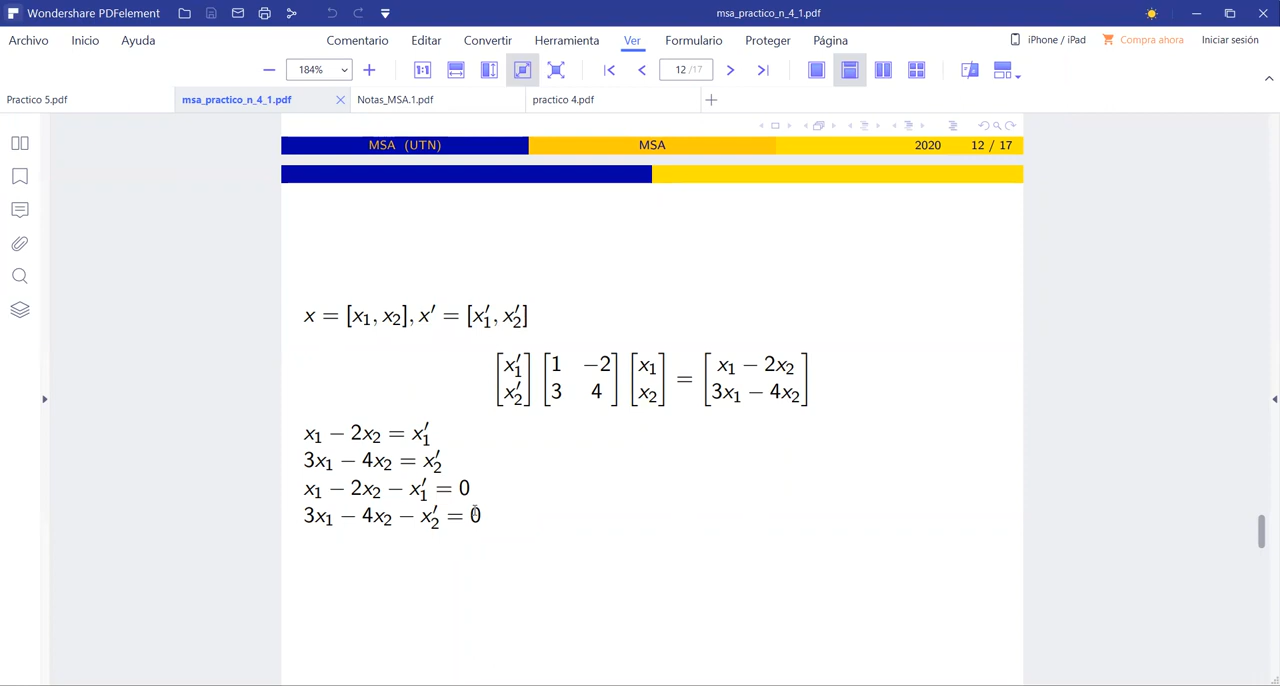 Wondershare PDFelement
msa_practico_n_4_1.pdf
Archivo Inicio Ayuda Comentario Editar Convertir Herramienta Ver Formulario Proteger Página iPhone / iPad Compra ahora Iniciar sesión
184% 1:1 12 /17
Practico 5.pdf msa_practico_n_4_1.pdf Notas_MSA.1.pdf practico 4.pdf
MSA (UTN) MSA 2020 12 / 17
x = [x₁, x₂], x′ = [x′₁, x′₂]
[x′₁ x′₂] [1 −2 3 4] [x₁ x₂] = [x₁ − 2x₂ 3x₁ − 4x₂]
x₁ − 2x₂ = x′₁
3x₁ − 4x₂ = x′₂
x₁ − 2x₂ − x′₁ = 0
3x₁ − 4x₂ − x′₂ = 0